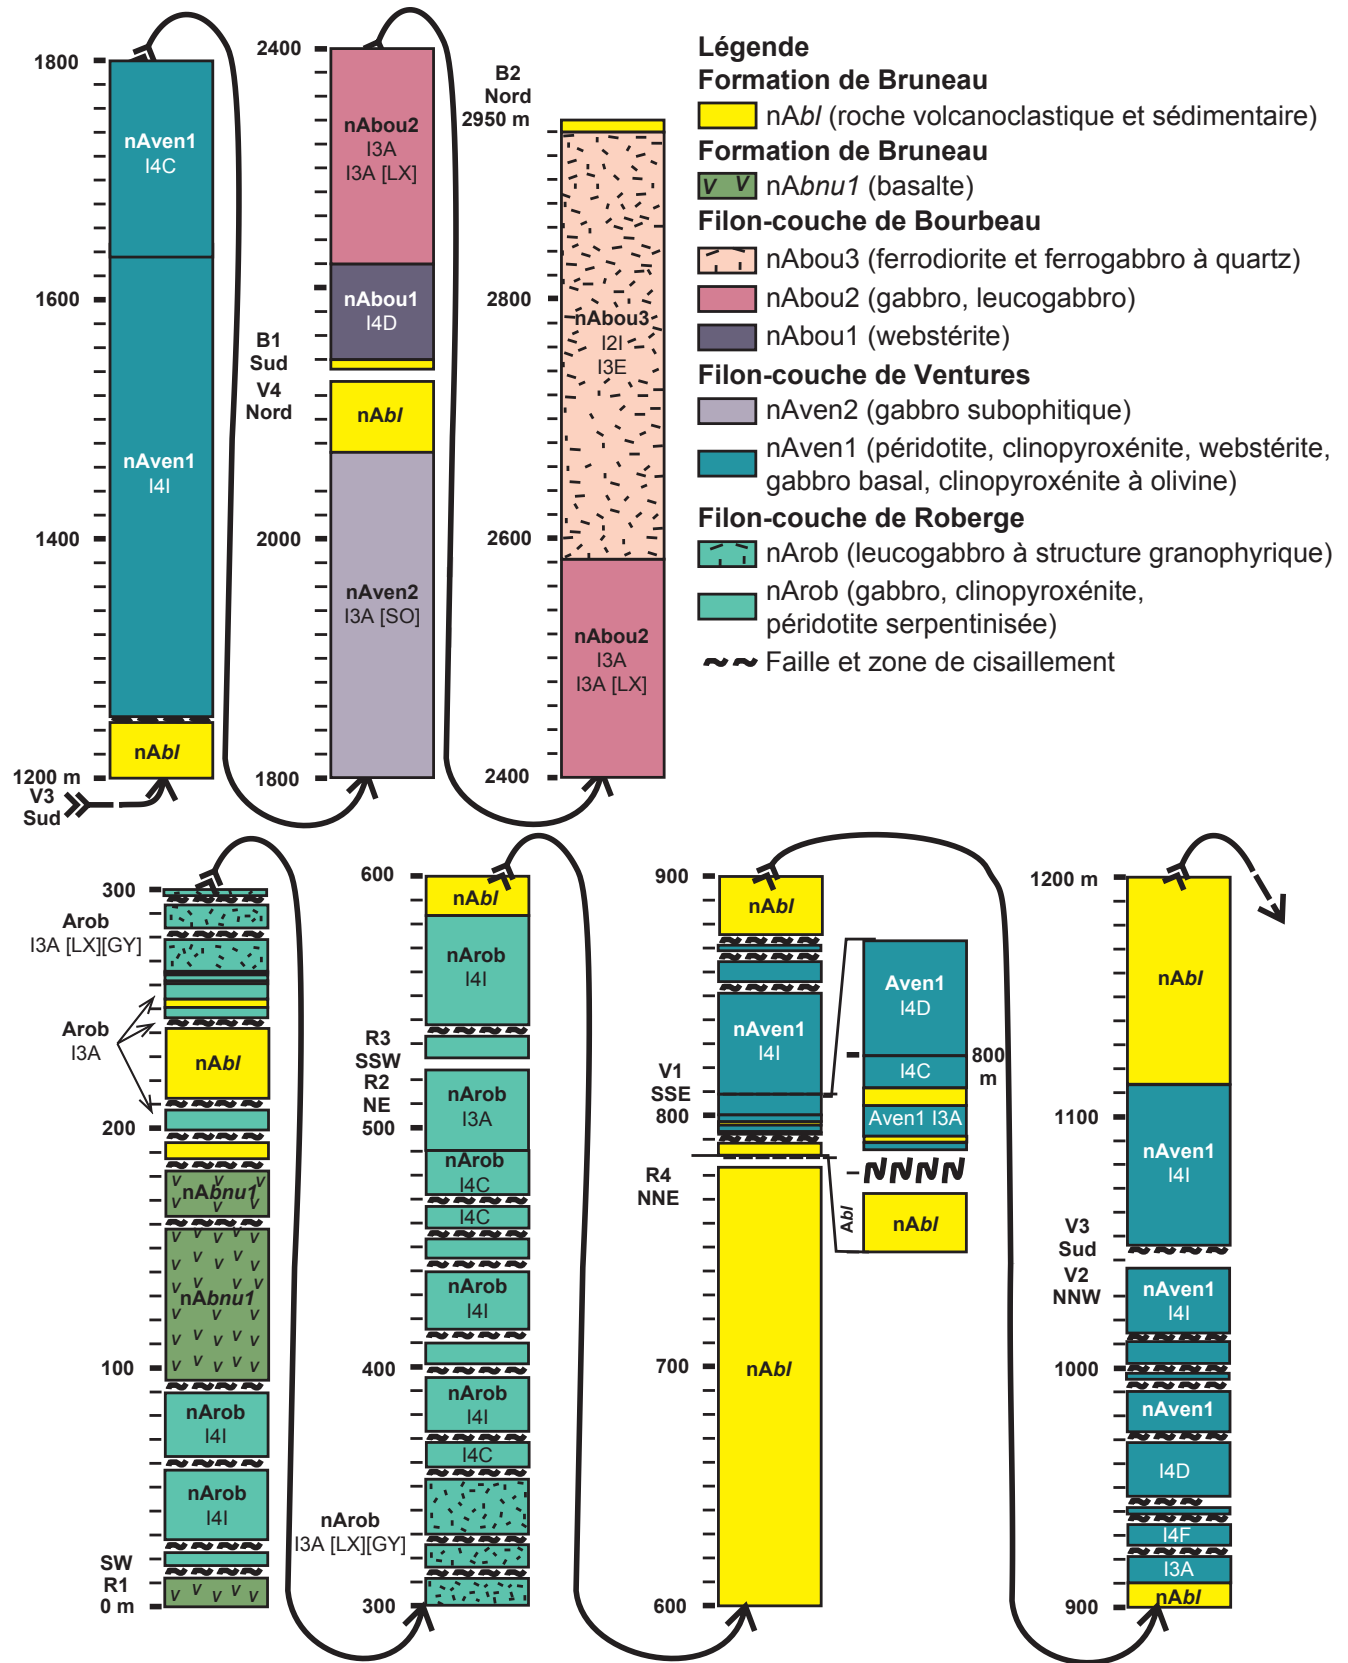 1800
1600
1400
1200 m
V3
Sud
nAven1
I4C
nAven1
I4I
nAbl
2400
B1
Sud
V4
Nord
2000
1800
nAbou2
I3A
I3A [LX]
nAbou1
I4D
nAbl
nAven2
I3A [SO]
B2
Nord
2950 m
2800
2600
2400
nAbou3
I2I
I3E
nAbou2
I3A
I3A [LX]
Légende
Formation de Bruneau
nAbl (roche volcanoclastique et sédimentaire)
Formation de Bruneau
V V nAbnu1 (basalte)
Filon-couche de Bourbeau
nAbou3 (ferrodiorite et ferrogabbro à quartz)
nAbou2 (gabbro, leucogabbro)
nAbou1 (webstérite)
Filon-couche de Ventures
nAven2 (gabbro subophitique)
nAven1 (péridotite, clinopyroxénite, webstérite,
gabbro basal, clinopyroxénite à olivine)
Filon-couche de Roberge
nArob (leucogabbro à structure granophyrique)
nArob (gabbro, clinopyroxénite,
péridotite serpentinisée)
Faille et zone de cisaillement
300
Arob
I3A [LX][GY]
Arob
I3A
nAbl
200
nAbnu1
nAbnu1
100
nArob
I4I
nArob
I4I
SW
R1
0 m
600
nAbl
nArob
I4I
R3
SSW
R2
NE
500
nArob
I3A
nArob
I4C
I4C
nArob
I4I
400
nArob
I4I
I4C
nArob
I3A [LX][GY]
300
900
nAbl
nAven1
I4I
V1
SSE
800
R4
NNE
700
nAbl
600
Aven1
I4D
800
m
I4C
Aven1 I3A
Abl
nAbl
1200 m
nAbl
1100
nAven1
I4I
V3
Sud
V2
NNW
nAven1
I4I
1000
nAven1
I4D
I4F
I3A
nAbl
900